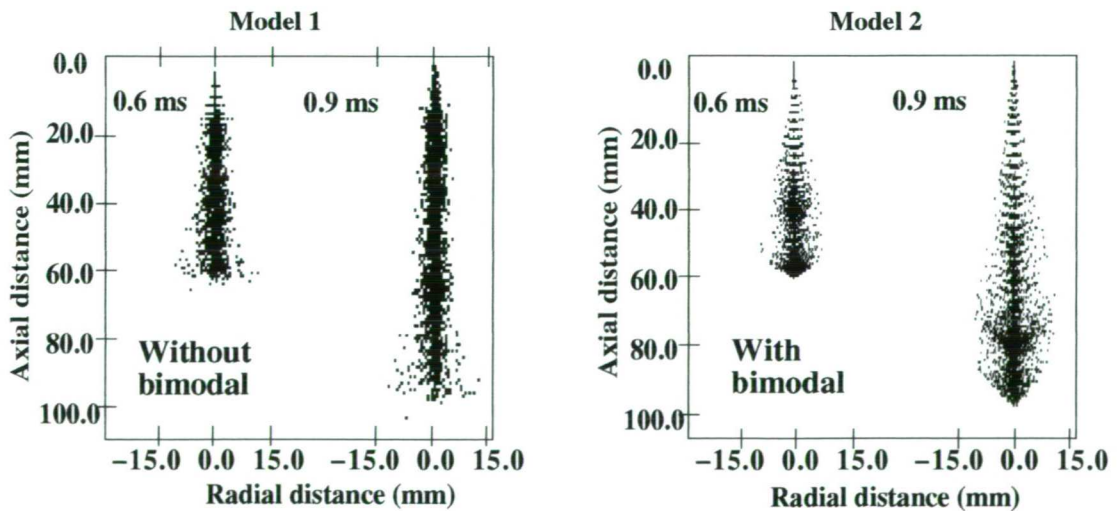 Model 1
0.0
20.0
40.0
60.0
80.0
100.0
Axial distance (mm)
0.6 ms
0.9 ms
Without
bimodal
−15.0 0.0 15.0 −15.0 0.0 15.0
Radial distance (mm)
Model 2
0.0
20.0
40.0
60.0
80.0
100.0
Axial distance (mm)
0.6 ms
0.9 ms
With
bimodal
−15.0 0.0 15.0 −15.0 0.0 15.0
Radial distance (mm)